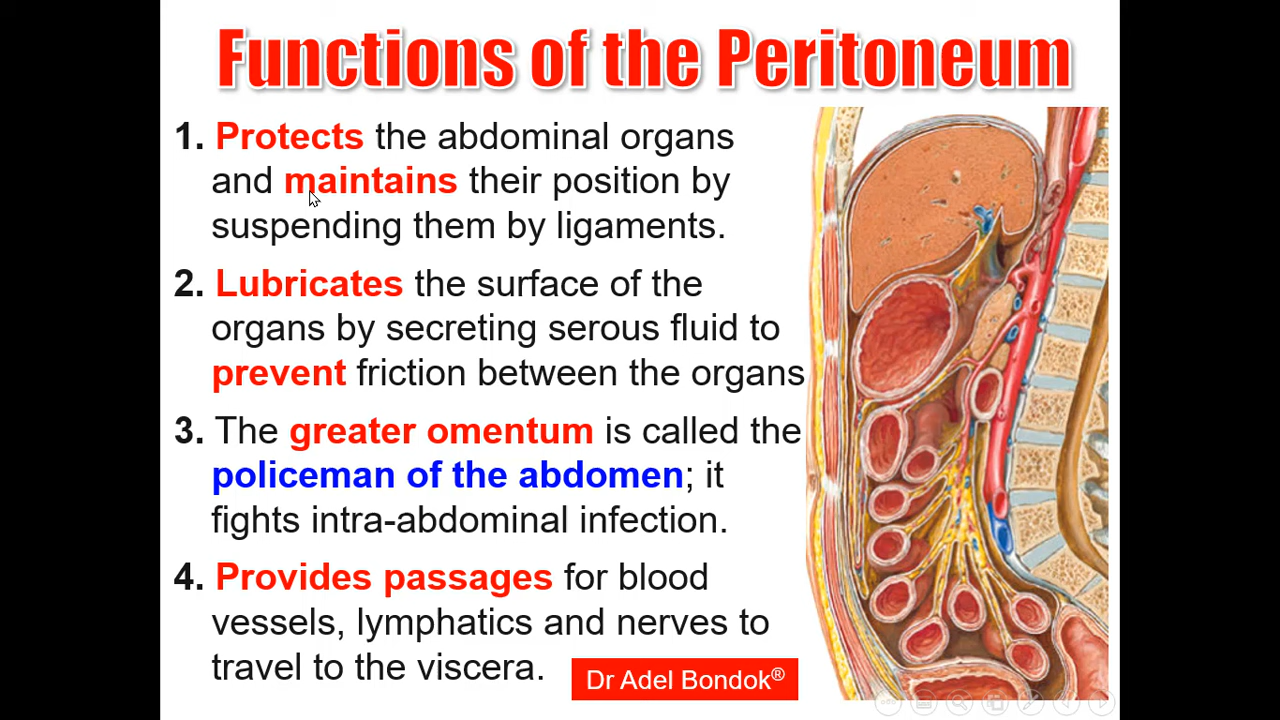 Functions of the Peritoneum
1. Protects the abdominal organs
and maintains their position by
suspending them by ligaments.
2. Lubricates the surface of the
organs by secreting serous fluid to
prevent friction between the organs
3. The greater omentum is called the
policeman of the abdomen; it
fights intra-abdominal infection.
4. Provides passages for blood
vessels, lymphatics and nerves to
travel to the viscera.
Dr Adel Bondok®